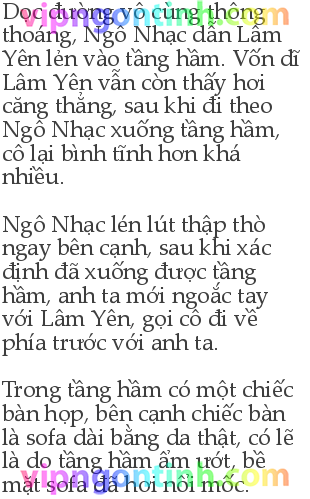 vipngontinh.com
Dọc đường vô cùng thông
thoáng, Ngô Nhạc dẫn Lâm
Yên lẻn vào tầng hầm. Vốn dĩ
Lâm Yên vẫn còn thấy hơi
căng thẳng, sau khi đi theo
Ngô Nhạc xuống tầng hầm,
cô lại bình tĩnh hơn khá
nhiều.
Ngô Nhạc lén lút thập thò
ngay bên cạnh, sau khi xác
định đã xuống được tầng
hầm, anh ta mới ngoắc tay
với Lâm Yên, gọi cô đi về
phía trước với anh ta.
Trong tầng hầm có một chiếc
bàn họp, bên cạnh chiếc bàn
là sofa dài bằng da thật, có lẽ
là do tầng hầm ẩm ướt, bề
mặt sofa đã hơi nổi mốc.
vipngontinh.com